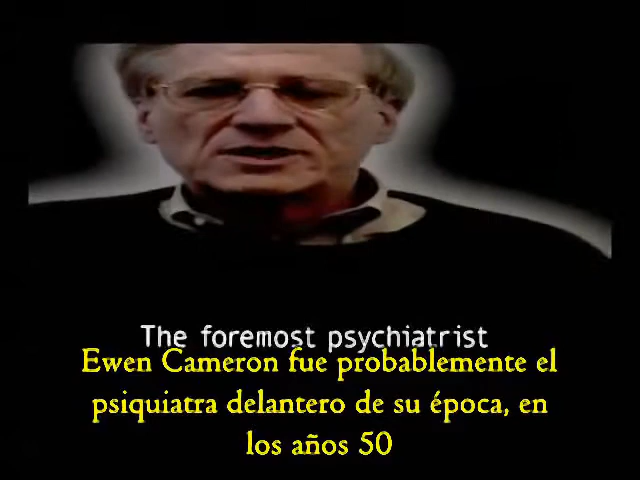 The foremost psychiatrist
Ewen Cameron fue probablemente el
psiquiatra delantero de su época, en
los años 50